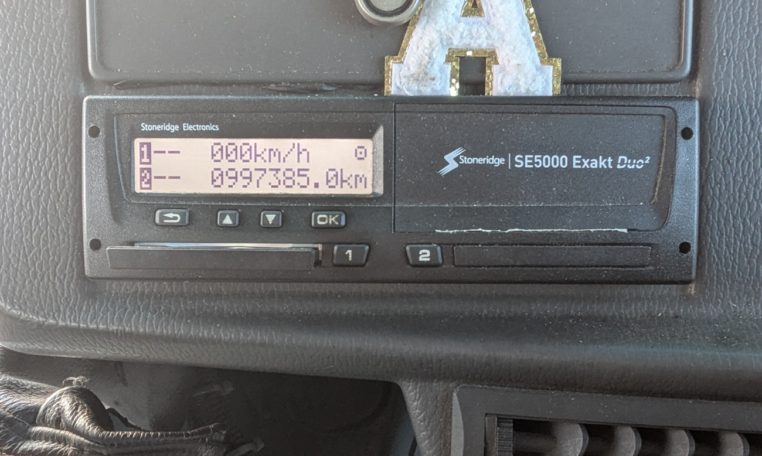 A
Stoneridge Electronics
1-- 000km/h
2-- 0997385.0km
Stoneridge | SE5000 Exakt Duo²
OK
1
2